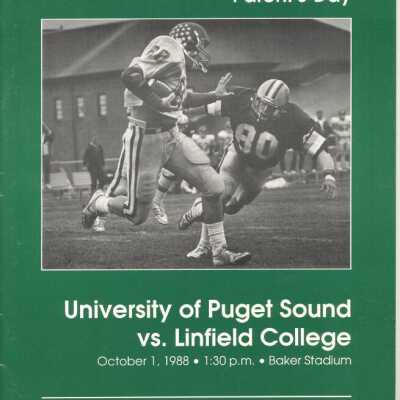 Parent's Day
80
University of Puget Sound
vs. Linfield College
October 1, 1988 • 1:30 p.m. • Baker Stadium